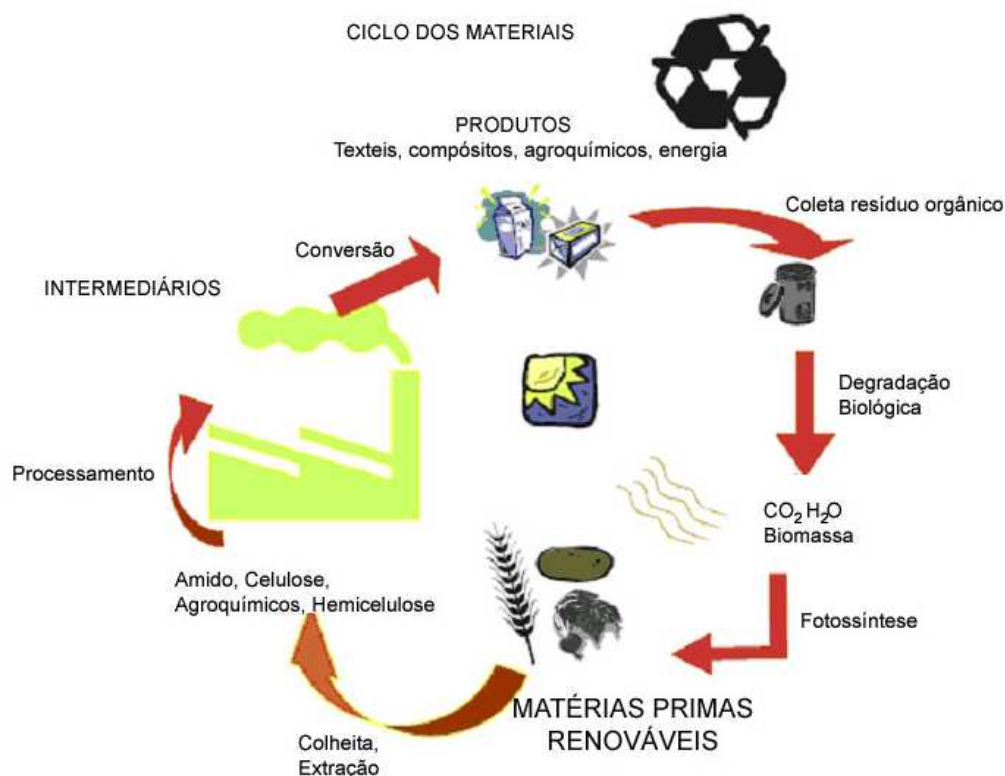 CICLO DOS MATERIAIS
PRODUTOS
Texteis, compósitos, agroquímicos, energia
Coleta resíduo orgânico
Conversão
INTERMEDIÁRIOS
Degradação
Biológica
Processamento
CO2 H2O
Biomassa
Amido, Celulose,
Agroquímicos, Hemicelulose
Fotossíntese
MATÉRIAS PRIMAS
RENOVÁVEIS
Colheita,
Extração